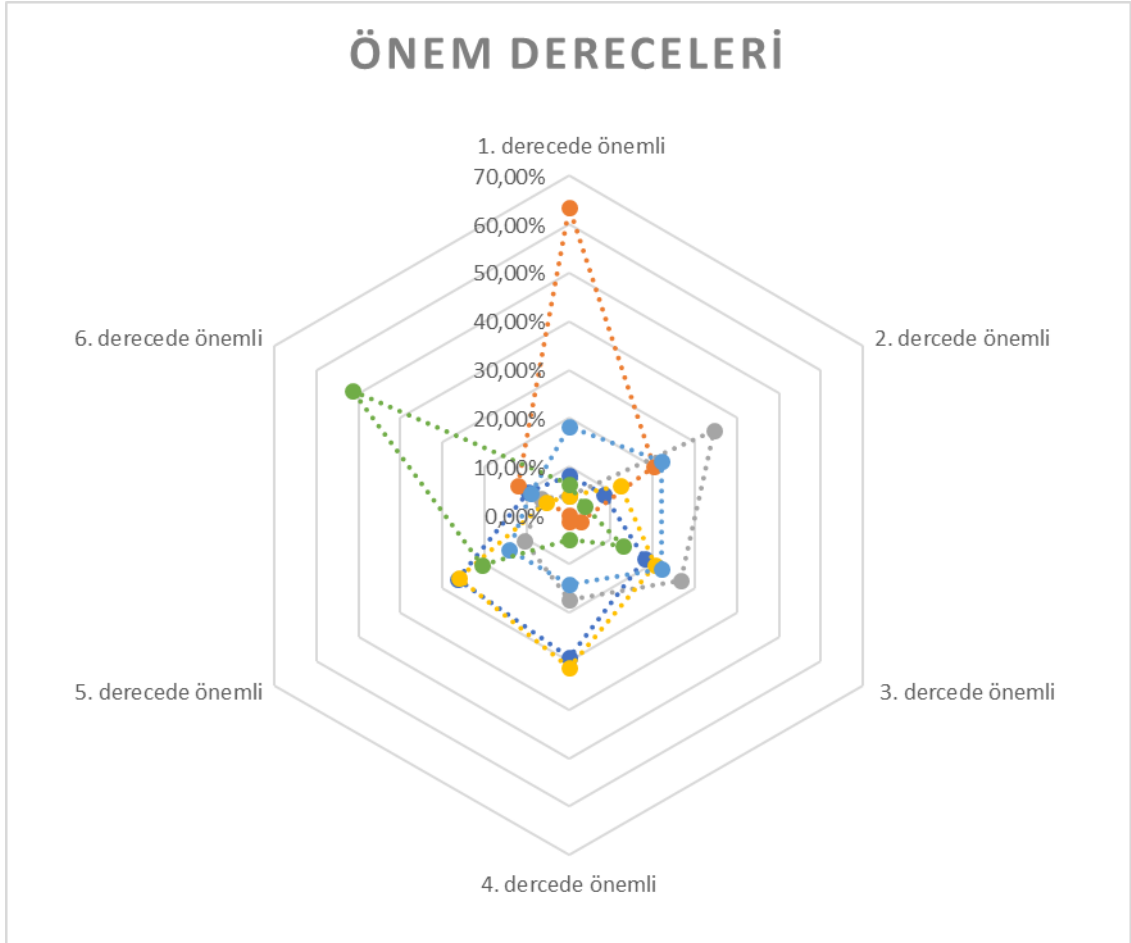 ÖNEM DERECELERİ
1. derecede önemli
70,00%
60,00%
50,00%
40,00%
30,00%
20,00%
10,00%
0,00%
2. dercede önemli
3. dercede önemli
4. dercede önemli
5. derecede önemli
6. derecede önemli